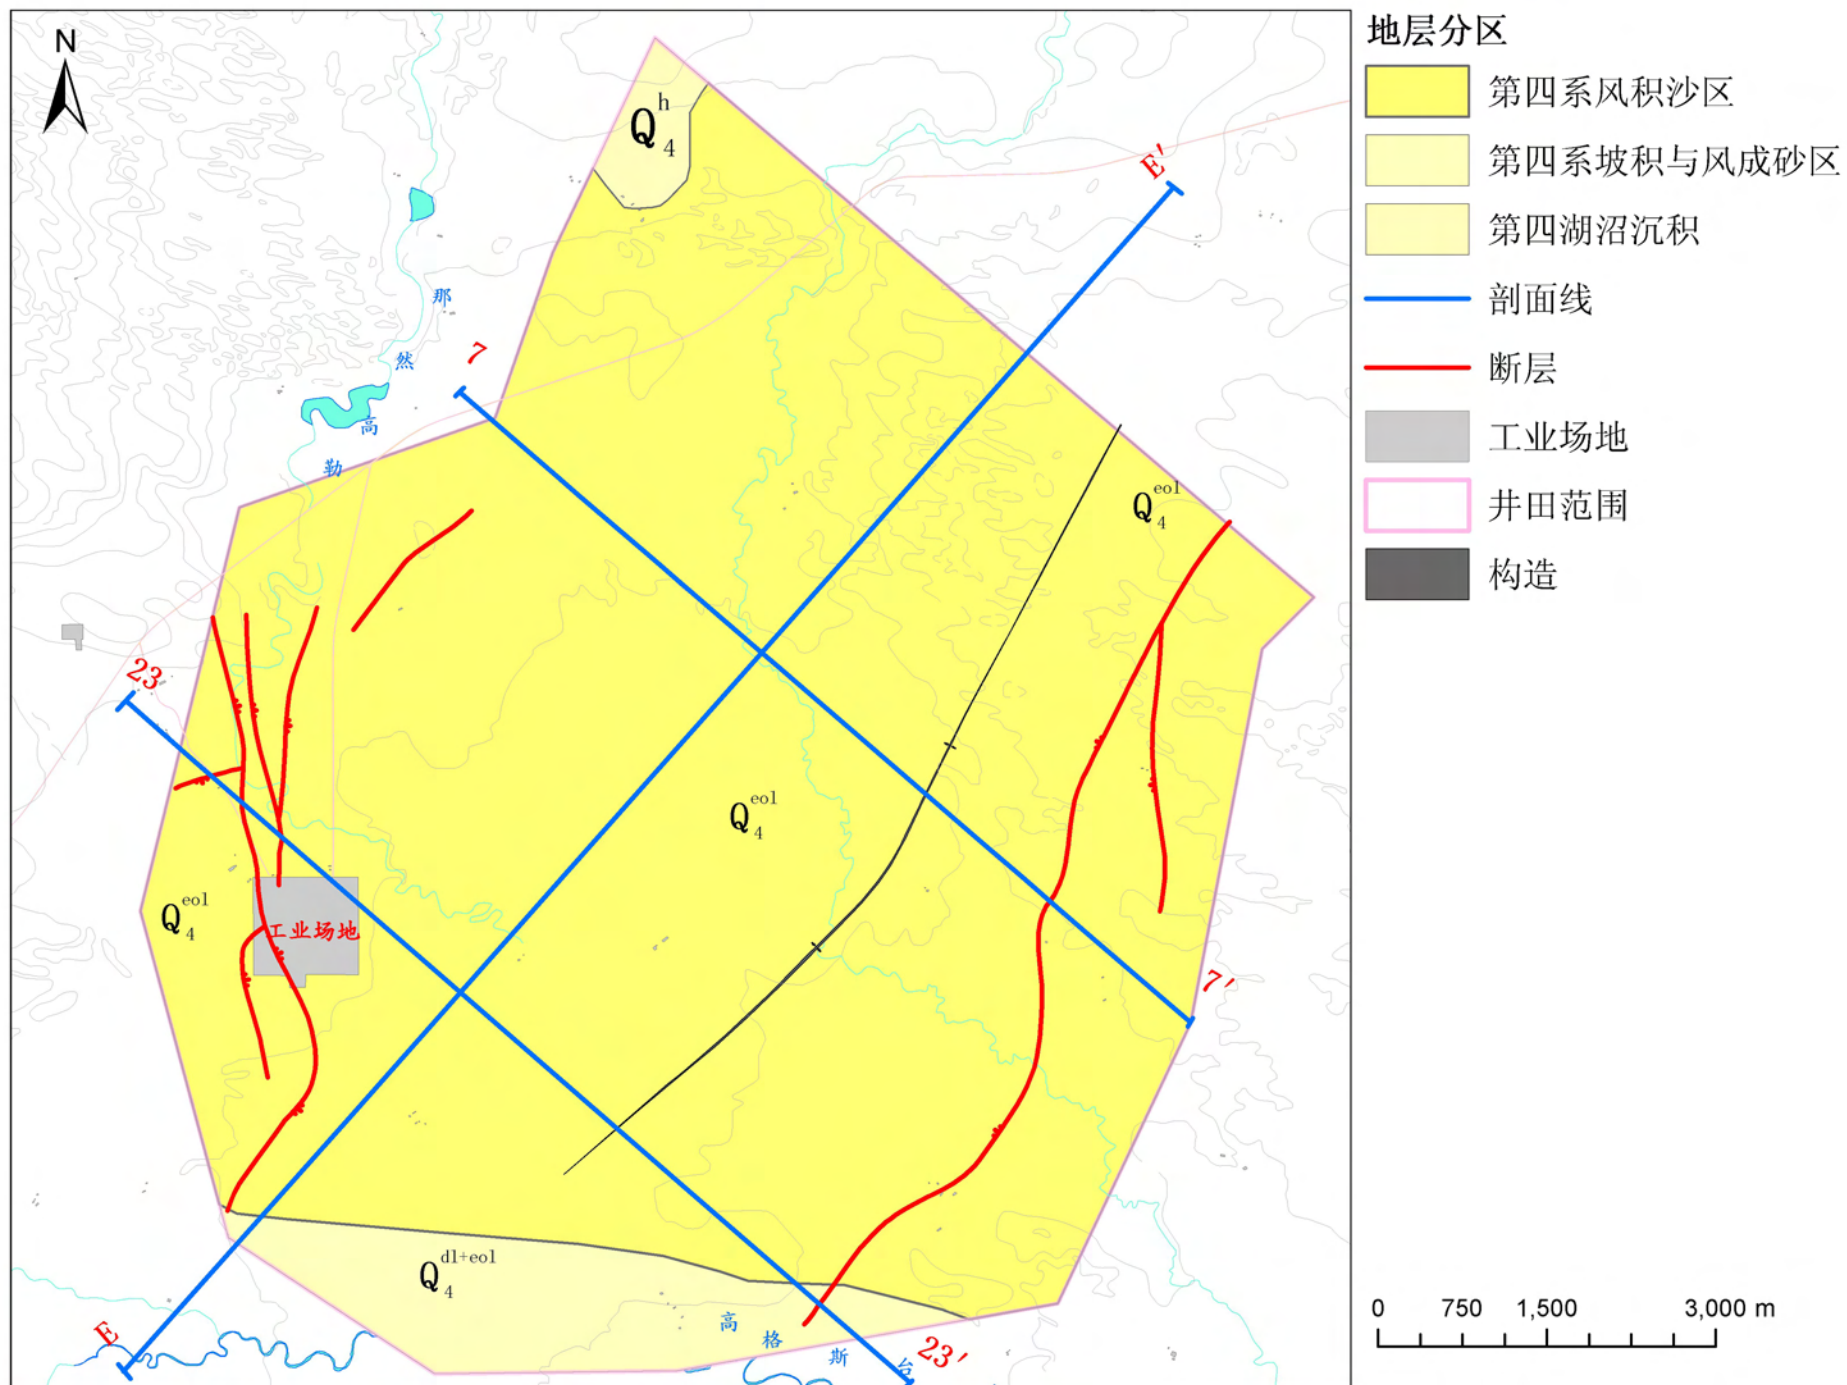 N
地层分区
第四系风积沙区
第四系坡积与风成砂区
第四湖沼沉积
剖面线
断层
工业场地
井田范围
构造
Q₄ʰ
E'
那
然
高
勒
7
Q₄ᵉᵒˡ
23
Q₄ᵉᵒˡ
Q₄ᵉᵒˡ
工业场地
7'
Q₄ᵈˡ⁺ᵉᵒˡ
E
高
格
斯
23'
0 750 1,500 3,000 m